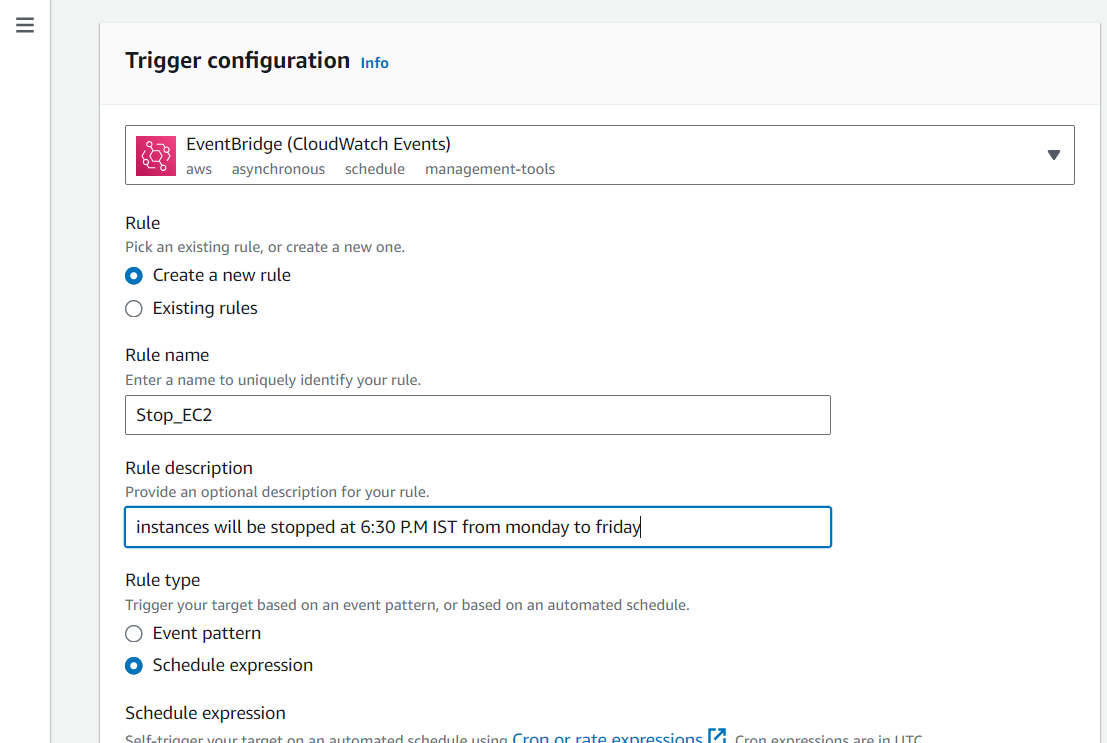 Trigger configuration Info
EventBridge (CloudWatch Events)
aws asynchronous schedule management-tools
Rule
Pick an existing rule, or create a new one.
Create a new rule
Existing rules
Rule name
Enter a name to uniquely identify your rule.
Stop_EC2
Rule description
Provide an optional description for your rule.
instances will be stopped at 6:30 P.M IST from monday to friday
Rule type
Trigger your target based on an event pattern, or based on an automated schedule.
Event pattern
Schedule expression
Schedule expression
Self-trigger your target on an automated schedule using Cron or rate expressions Cron expressions are in UTC